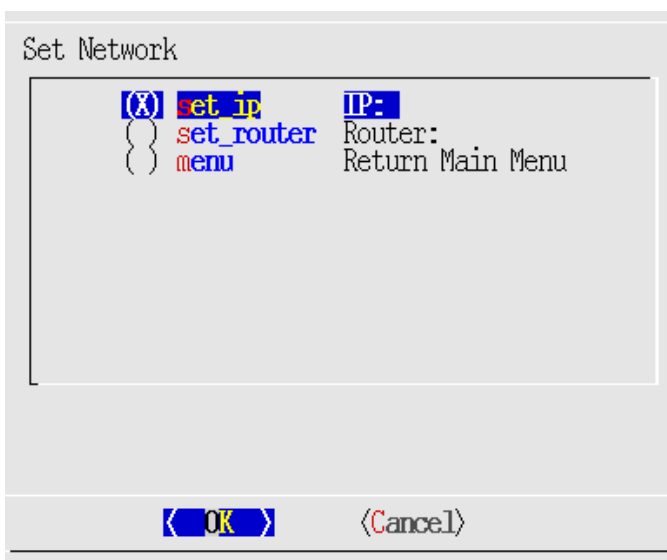 Set Network
(X) set_ip IP:
( ) set_router Router:
( ) menu Return Main Menu
< OK > <Cancel>